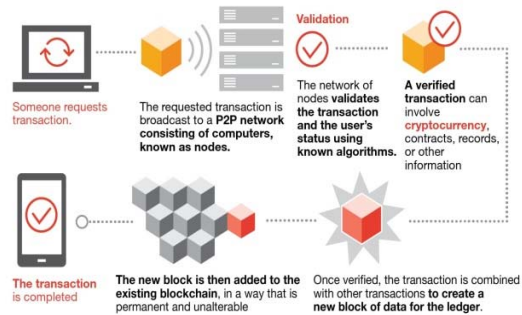 Someone requests
transaction.
The requested transaction is
broadcast to a P2P network
consisting of computers,
known as nodes.
Validation
The network of
nodes validates
the transaction
and the user's
status using
known algorithms.
A verified
transaction can
involve
cryptocurrency,
contracts, records,
or other
information
Once verified, the transaction is combined
with other transactions to create a
new block of data for the ledger.
The new block is then added to the
existing blockchain, in a way that is
permanent and unalterable
The transaction
is completed